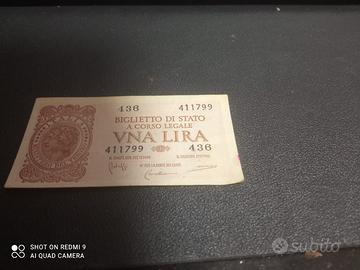 436 411799
BIGLIETTO DI STATO
A CORSO LEGALE
VNA LIRA
411799 436
ITALIA
SHOT ON REDMI 9
AI QUAD CAMERA
subito